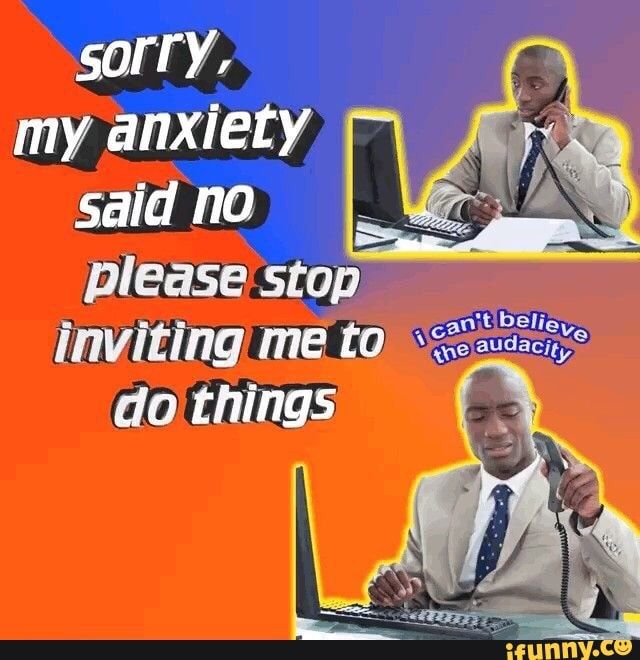 sorry,
my anxiety
said no
please stop
inviting me to
do things
i can't believe
the audacity
ifunny.co